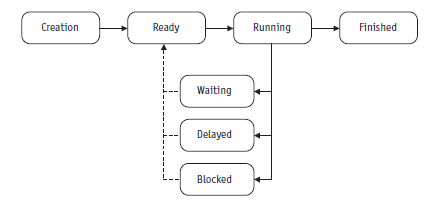 Creation
Ready
Running
Finished
Waiting
Delayed
Blocked